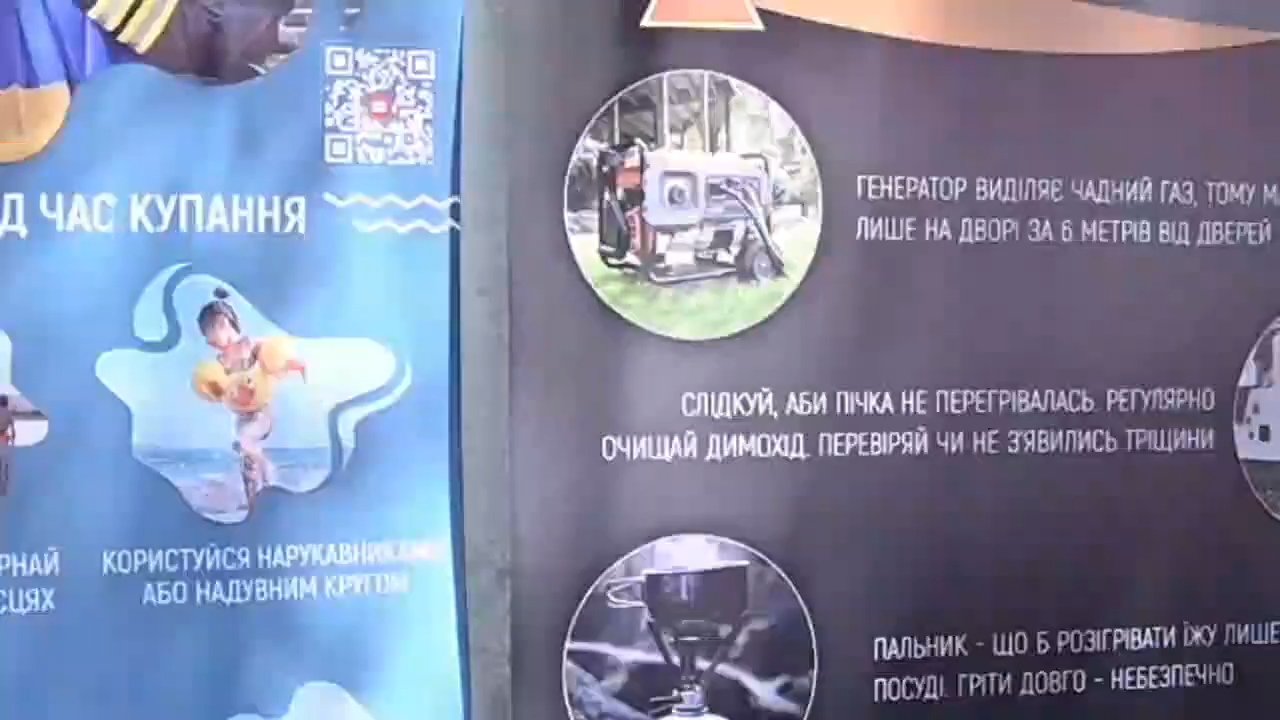 Д ЧАС КУПАННЯ
РНАЙ
СЦЯХ
КОРИСТУЙСЯ НАРУКАВНИКАМИ
АБО НАДУВНИМ КРУГОМ
ГЕНЕРАТОР ВИДІЛЯЄ ЧАДНИЙ ГАЗ, ТОМУ М
ЛИШЕ НА ДВОРІ ЗА 6 МЕТРІВ ВІД ДВЕРЕЙ
СЛІДКУЙ, АБИ ПІЧКА НЕ ПЕРЕГРІВАЛАСЬ. РЕГУЛЯРНО
ОЧИЩАЙ ДИМОХІД. ПЕРЕВІРЯЙ ЧИ НЕ З'ЯВИЛИСЬ ТРІЩИНИ
ПАЛЬНИК - ЩО Б РОЗІГРІВАТИ ЇЖУ ЛИШЕ
ПОСУДІ. ГРІТИ ДОВГО - НЕБЕЗПЕЧНО